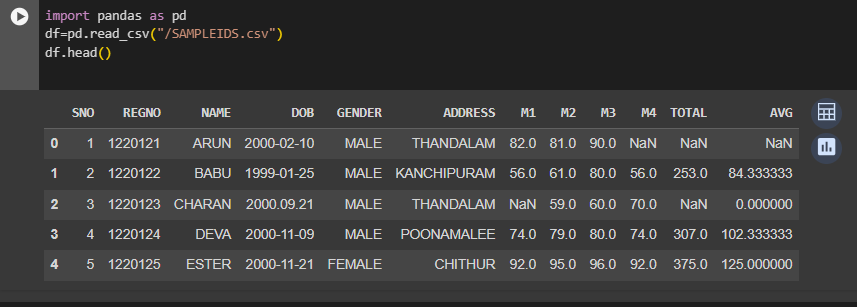 import pandas as pd
df=pd.read_csv("/SAMPLEIDS.csv")
df.head()
SNO REGNO NAME DOB GENDER ADDRESS M1 M2 M3 M4 TOTAL AVG
0 1 1220121 ARUN 2000-02-10 MALE THANDALAM 82.0 81.0 90.0 NaN NaN NaN
1 2 1220122 BABU 1999-01-25 MALE KANCHIPURAM 56.0 61.0 80.0 56.0 253.0 84.333333
2 3 1220123 CHARAN 2000.09.21 MALE THANDALAM NaN 59.0 60.0 70.0 NaN 0.000000
3 4 1220124 DEVA 2000-11-09 MALE POONAMALEE 74.0 79.0 80.0 74.0 307.0 102.333333
4 5 1220125 ESTER 2000-11-21 FEMALE CHITHUR 92.0 95.0 96.0 92.0 375.0 125.000000